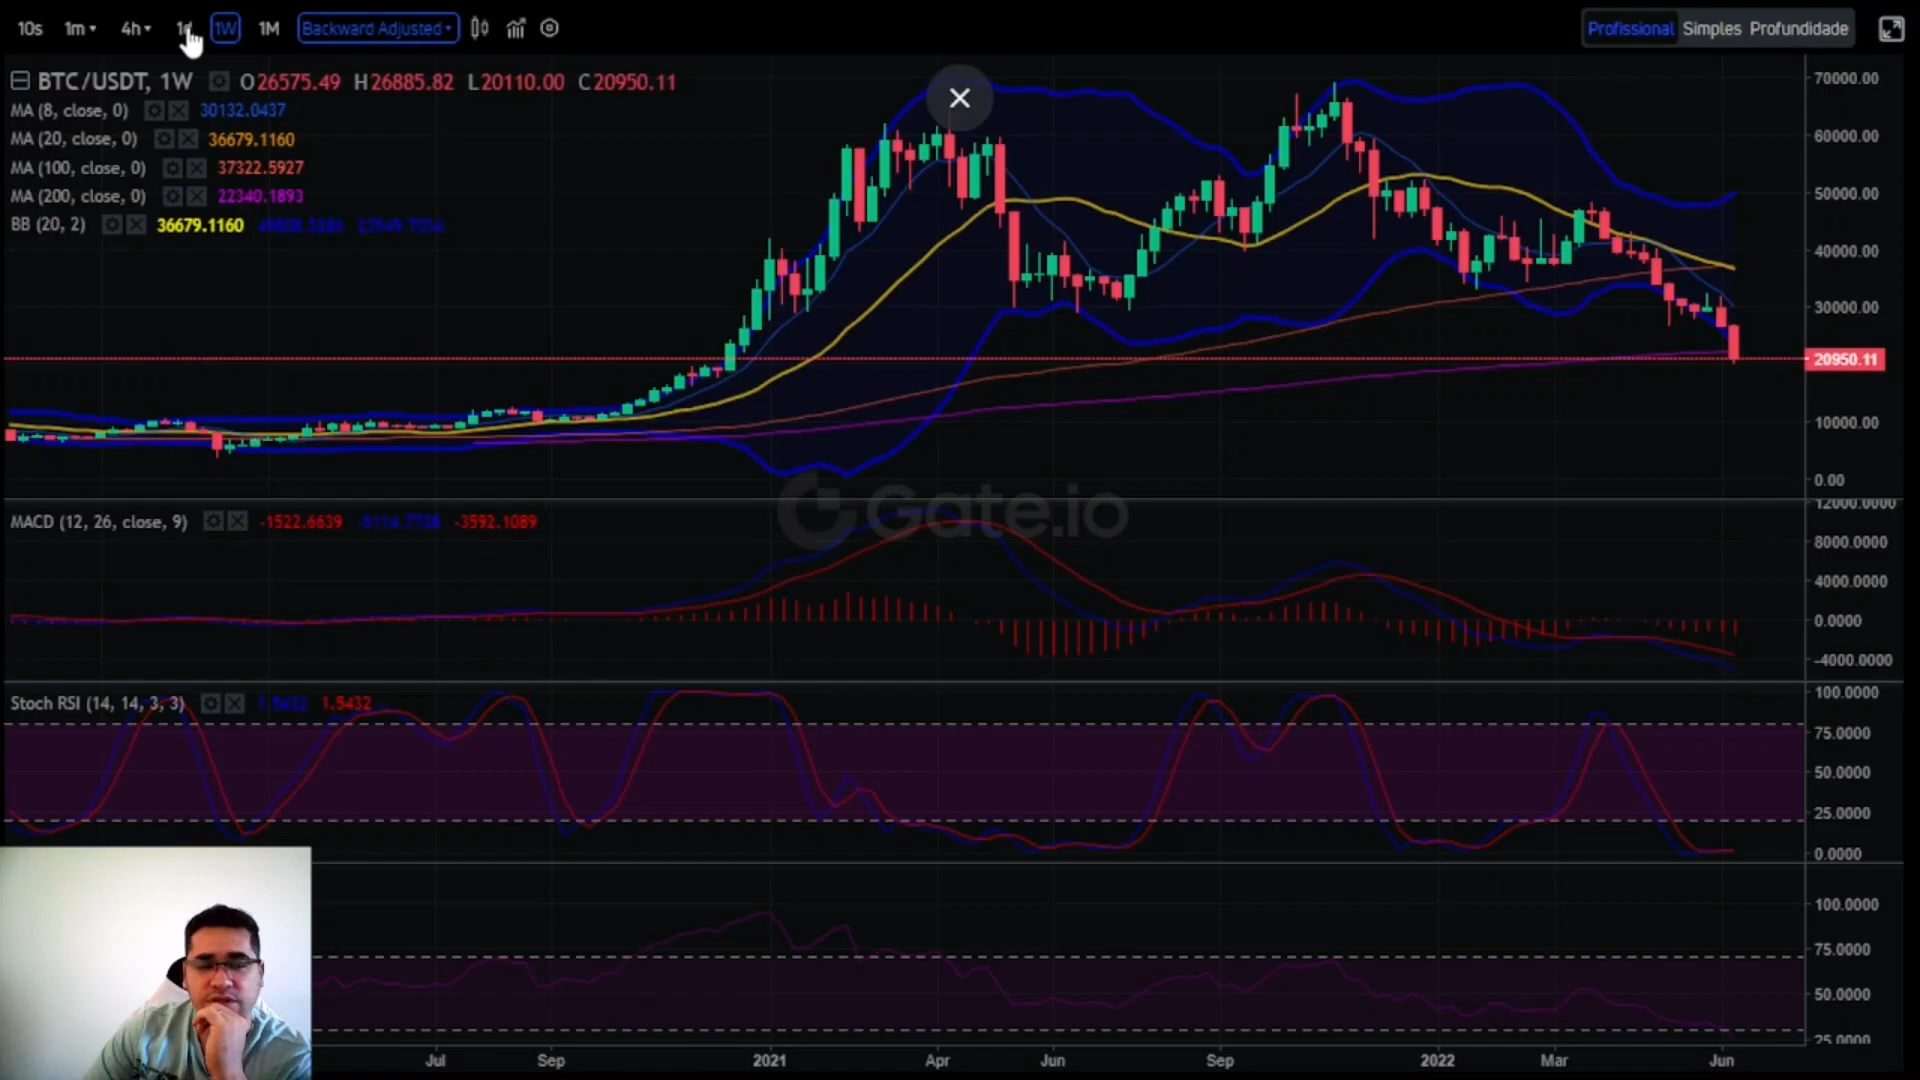 10s 1m 4h 1d 1W 1M Backward Adjusted Profissional Simples Profundidade
BTC/USDT, 1W O26575.49 H26885.82 L20110.00 C20950.11
MA (8, close, 0) 30132.0437
MA (20, close, 0) 36679.1160
MA (100, close, 0) 37322.5927
MA (200, close, 0) 22340.1893
BB (20, 2) 36679.1160
70000.00
60000.00
50000.00
40000.00
30000.00
20950.11
10000.00
0.00
Gate.io
MACD (12, 26, close, 9) -1522.6639 -5114.7728 -3592.1089
12000.0000
8000.0000
4000.0000
0.0000
-4000.0000
Stoch RSI (14, 14, 3, 3) 1.5432 1.5432
100.0000
75.0000
50.0000
25.0000
0.0000
100.0000
75.0000
50.0000
25.0000
Jul Sep 2021 Apr Jun Sep 2022 Mar Jun